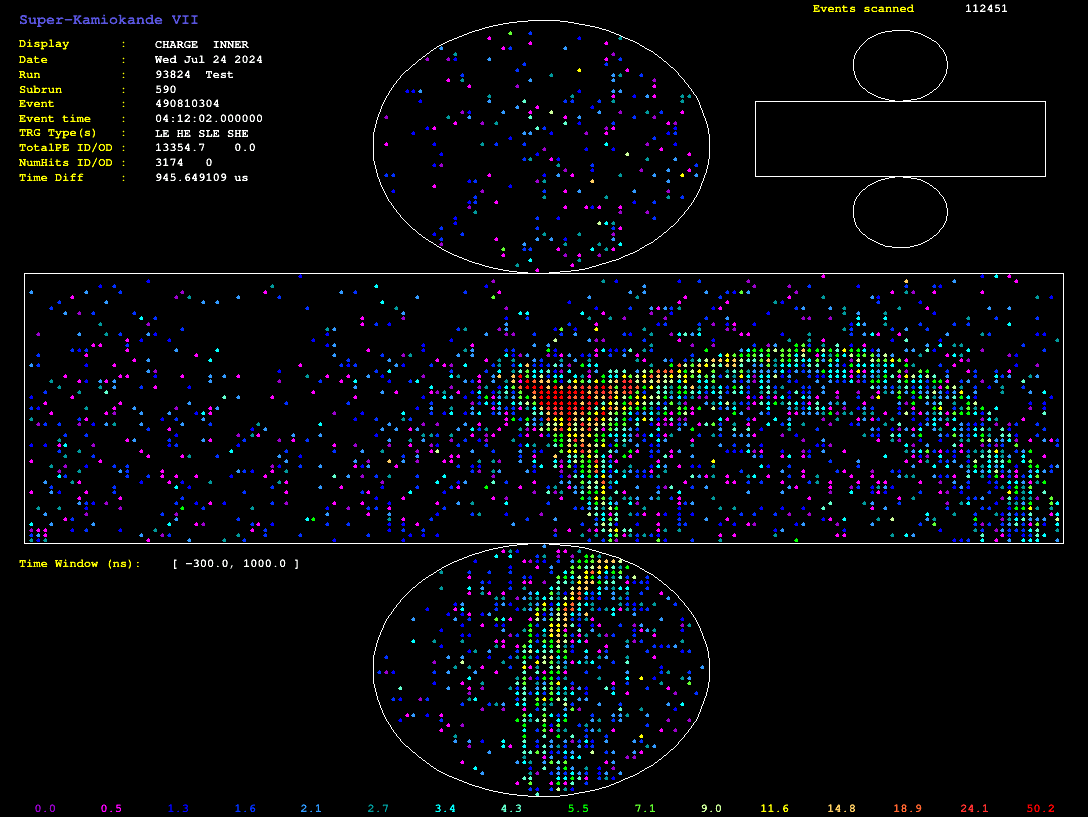 Super-Kamiokande VII
Display : CHARGE INNER
Date : Wed Jul 24 2024
Run : 93824 Test
Subrun : 590
Event : 490810304
Event time : 04:12:02.000000
TRG Type(s) : LE HE SLE SHE
TotalPE ID/OD : 13354.7 0.0
NumHits ID/OD : 3174 0
Time Diff : 945.649109 us
Events scanned 112451
Time Window (ns): [ -300.0, 1000.0 ]
0.0 0.5 1.3 1.6 2.1 2.7 3.4 4.3 5.5 7.1 9.0 11.6 14.8 18.9 24.1 50.2